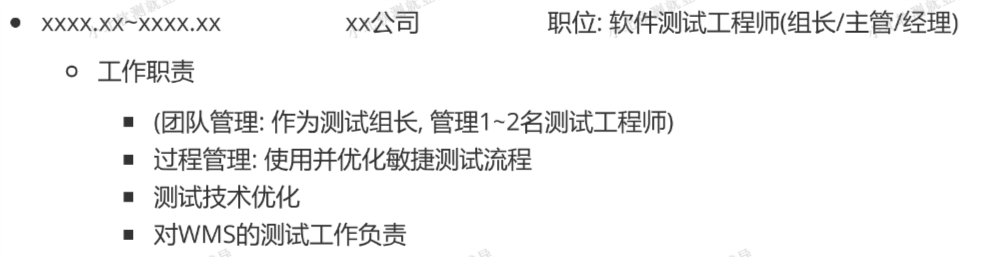 xxxx.xx~xxxx.xx xx公司 职位: 软件测试工程师(组长/主管/经理)
工作职责
(团队管理: 作为测试组长, 管理1~2名测试工程师)
过程管理: 使用并优化敏捷测试流程
测试技术优化
对WMS的测试工作负责